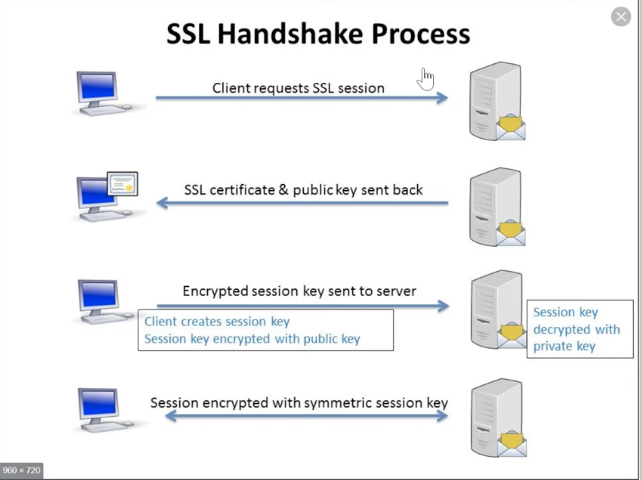 SSL Handshake Process
Client requests SSL session
SSL certificate & public key sent back
Encrypted session key sent to server
Client creates session key
Session key encrypted with public key
Session key
decrypted with
private key
Session encrypted with symmetric session key
960 × 720